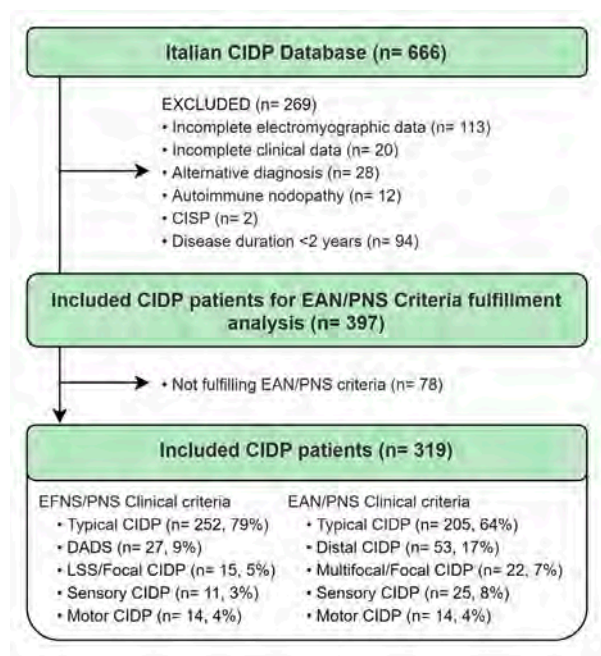 Italian CIDP Database (n= 666)
EXCLUDED (n= 269)
• Incomplete electromyographic data (n= 113)
• Incomplete clinical data (n= 20)
• Alternative diagnosis (n= 28)
• Autoimmune nodopathy (n= 12)
• CISP (n= 2)
• Disease duration <2 years (n= 94)
Included CIDP patients for EAN/PNS Criteria fulfillment
analysis (n= 397)
• Not fulfilling EAN/PNS criteria (n= 78)
Included CIDP patients (n= 319)
EFNS/PNS Clinical criteria
• Typical CIDP (n= 252, 79%)
• DADS (n= 27, 9%)
• LSS/Focal CIDP (n= 15, 5%)
• Sensory CIDP (n= 11, 3%)
• Motor CIDP (n= 14, 4%)
EAN/PNS Clinical criteria
• Typical CIDP (n= 205, 64%)
• Distal CIDP (n= 53, 17%)
• Multifocal/Focal CIDP (n= 22, 7%)
• Sensory CIDP (n= 25, 8%)
• Motor CIDP (n= 14, 4%)